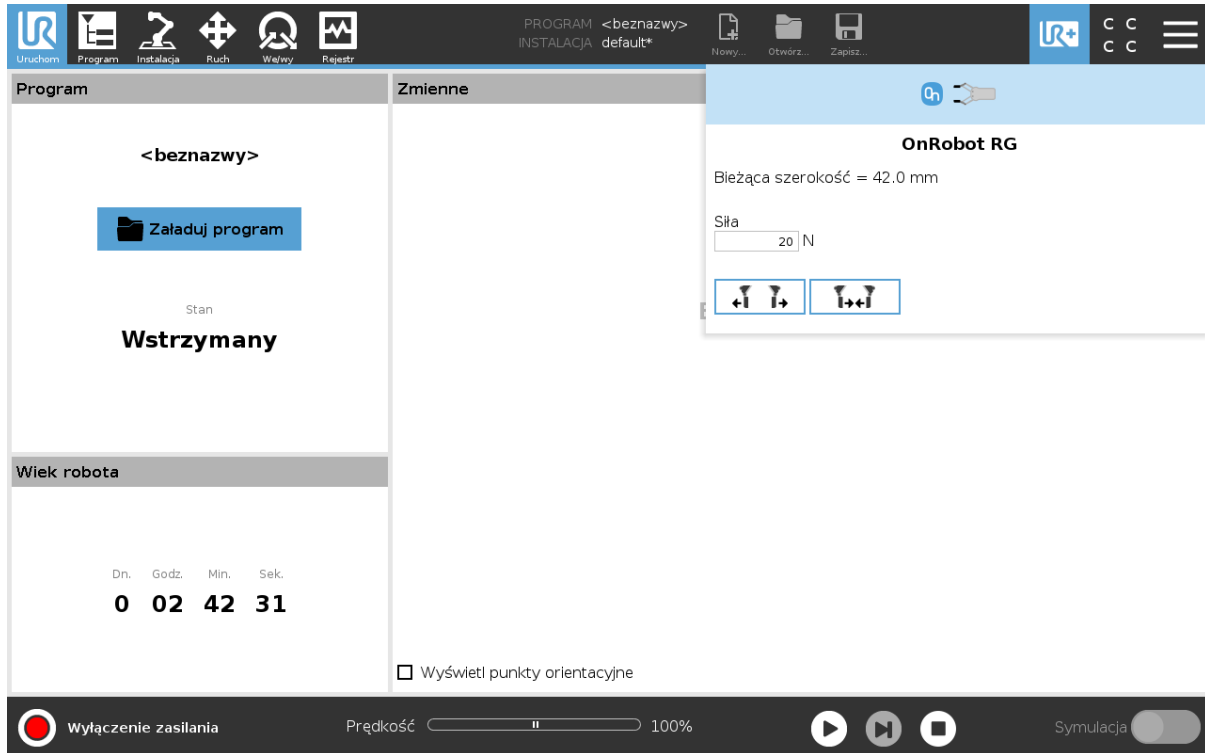 PROGRAM <beznazwy>
INSTALACJA default*
UR+
C C
C C
Uruchom Program Instalacja Ruch We/wy Rejestr Nowy... Otwórz... Zapisz...
Program
<beznazwy>
Załaduj program
Stan
Wstrzymany
Wiek robota
Dn. Godz. Min. Sek.
0 02 42 31
Zmienne
Wyświetl punkty orientacyjne
On
OnRobot RG
Bieżąca szerokość = 42.0 mm
Siła
20 N
Wyłączenie zasilania
Prędkość 100%
Symulacja